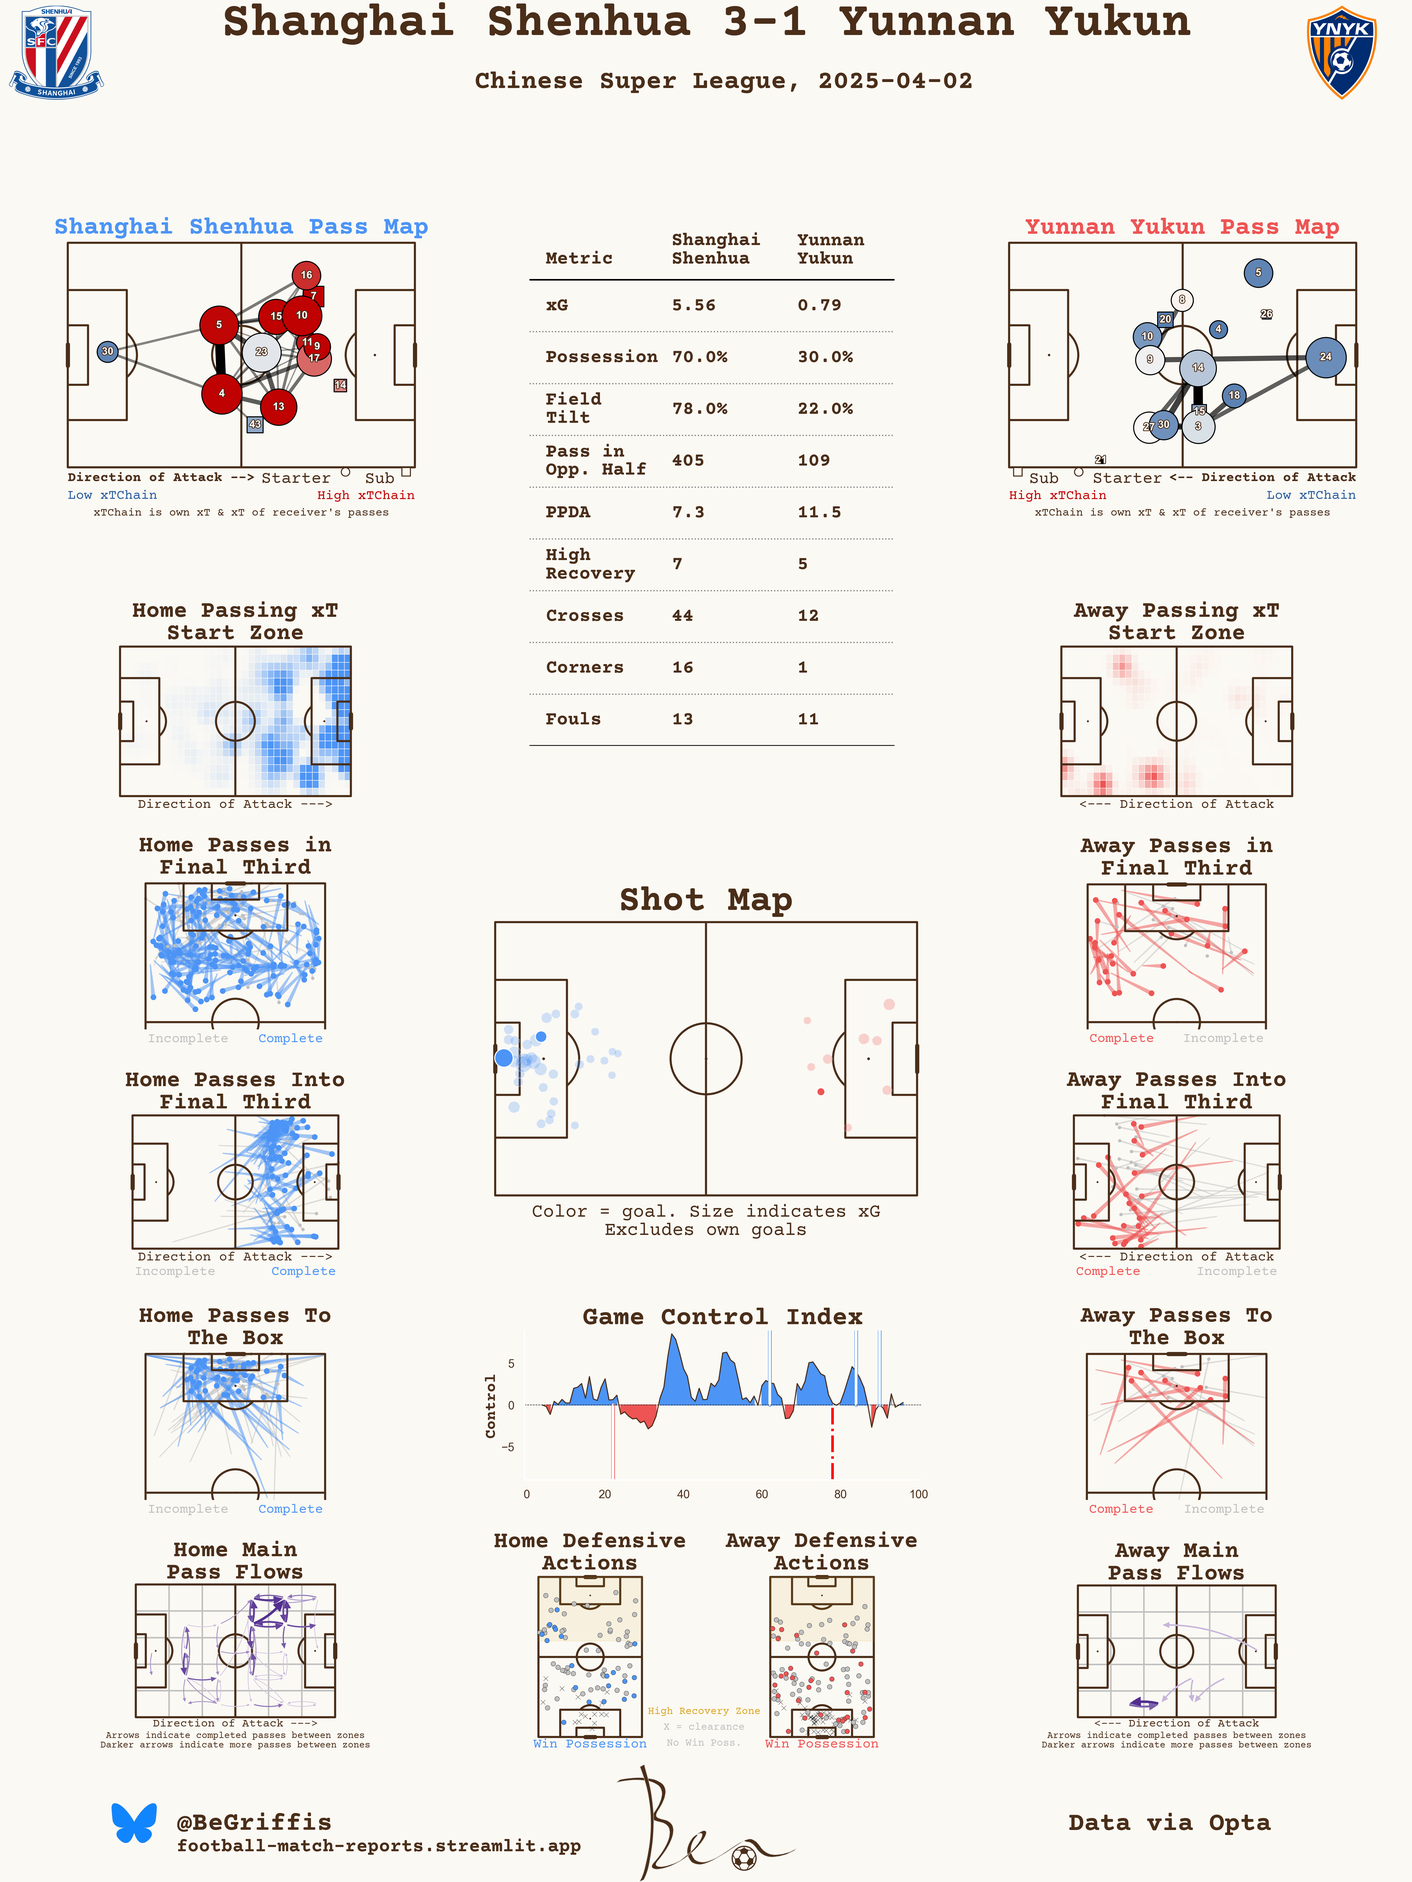 Shanghai Shenhua 3-1 Yunnan Yukun
Chinese Super League, 2025-04-02
SHENHUA
SFC
SINCE 1993
SHANGHAI
YNYK
Shanghai Shenhua Pass Map
30
5
4
23
15
10
16
7
11
9
17
14
13
43
Direction of Attack --> Starter Sub
Low xTChain High xTChain
xTChain is own xT & xT of receiver's passes
Metric Shanghai Shenhua Yunnan Yukun
xG 5.56 0.79
Possession 70.0% 30.0%
Field Tilt 78.0% 22.0%
Pass in Opp. Half 405 109
PPDA 7.3 11.5
High Recovery 7 5
Crosses 44 12
Corners 16 1
Fouls 13 11
Yunnan Yukun Pass Map
5
8
26
20
10
4
9
14
24
18
15
27
30
3
21
Sub Starter <-- Direction of Attack
High xTChain Low xTChain
xTChain is own xT & xT of receiver's passes
Home Passing xT
Start Zone
Direction of Attack --->
Away Passing xT
Start Zone
<--- Direction of Attack
Home Passes in
Final Third
Incomplete Complete
Away Passes in
Final Third
Complete Incomplete
Shot Map
Color = goal. Size indicates xG
Excludes own goals
Home Passes Into
Final Third
Direction of Attack --->
Incomplete Complete
Away Passes Into
Final Third
<--- Direction of Attack
Complete Incomplete
Home Passes To
The Box
Incomplete Complete
Game Control Index
Control
5
0
−5
0 20 40 60 80 100
Away Passes To
The Box
Complete Incomplete
Home Main
Pass Flows
Direction of Attack --->
Arrows indicate completed passes between zones
Darker arrows indicate more passes between zones
Home Defensive
Actions
Win Possession
High Recovery Zone
X = clearance
No Win Poss.
Away Defensive
Actions
Win Possession
Away Main
Pass Flows
<--- Direction of Attack
Arrows indicate completed passes between zones
Darker arrows indicate more passes between zones
@BeGriffis
football-match-reports.streamlit.app
Ben
Data via Opta